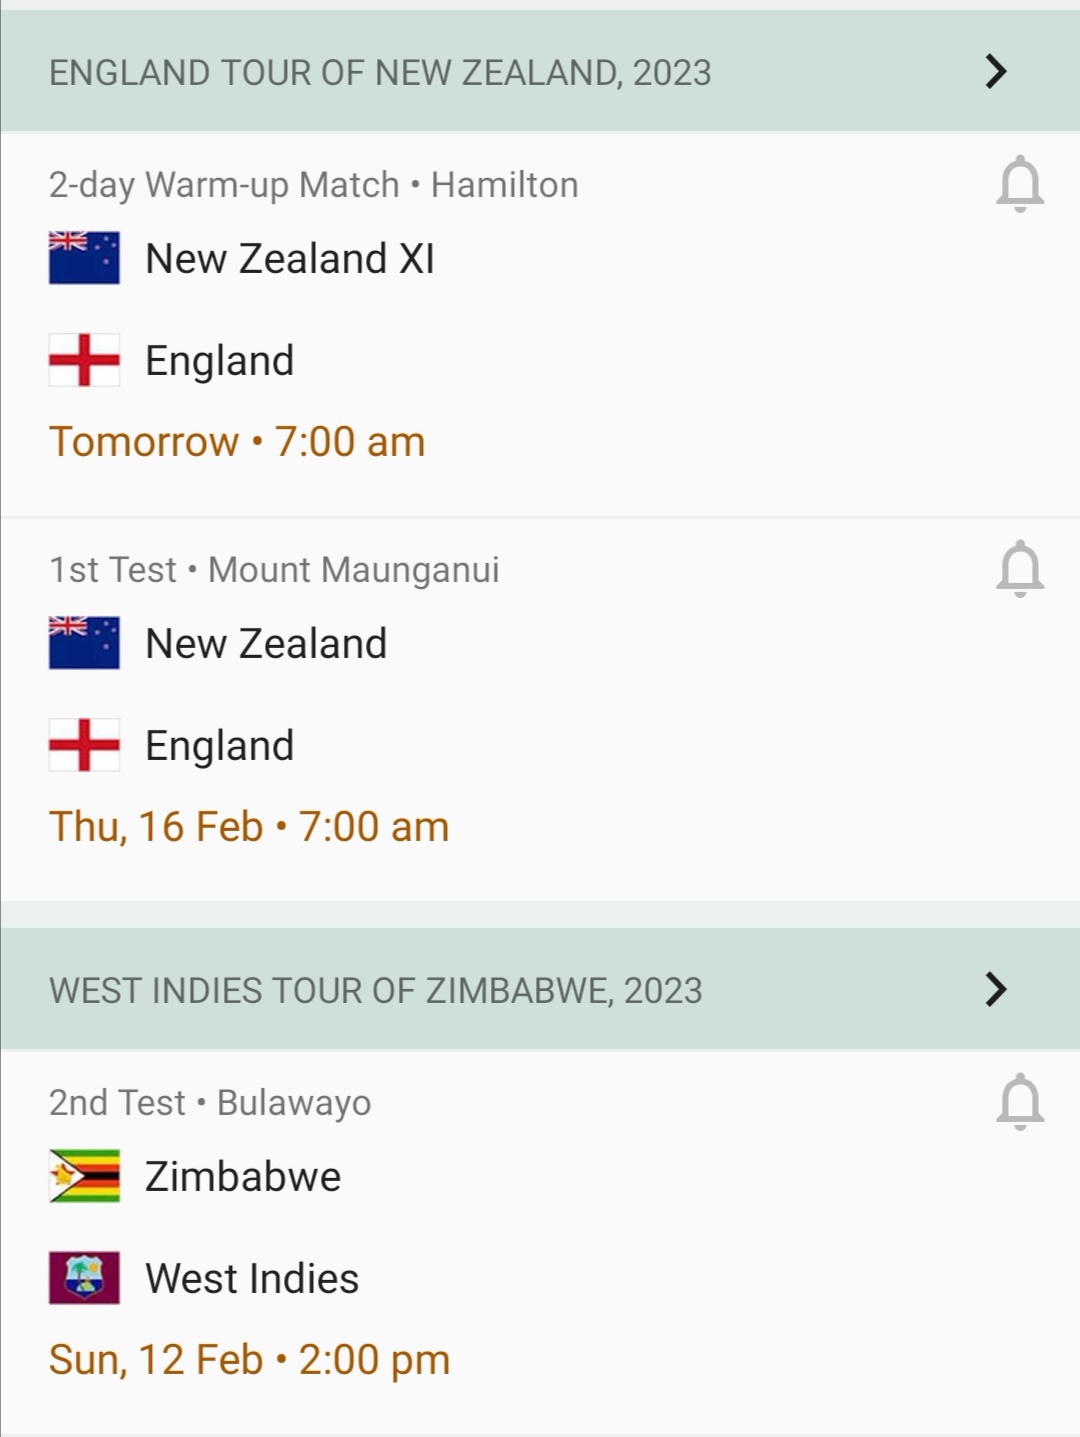 ENGLAND TOUR OF NEW ZEALAND, 2023
2-day Warm-up Match • Hamilton
New Zealand XI
England
Tomorrow • 7:00 am
1st Test • Mount Maunganui
New Zealand
England
Thu, 16 Feb • 7:00 am
WEST INDIES TOUR OF ZIMBABWE, 2023
2nd Test • Bulawayo
Zimbabwe
West Indies
Sun, 12 Feb • 2:00 pm